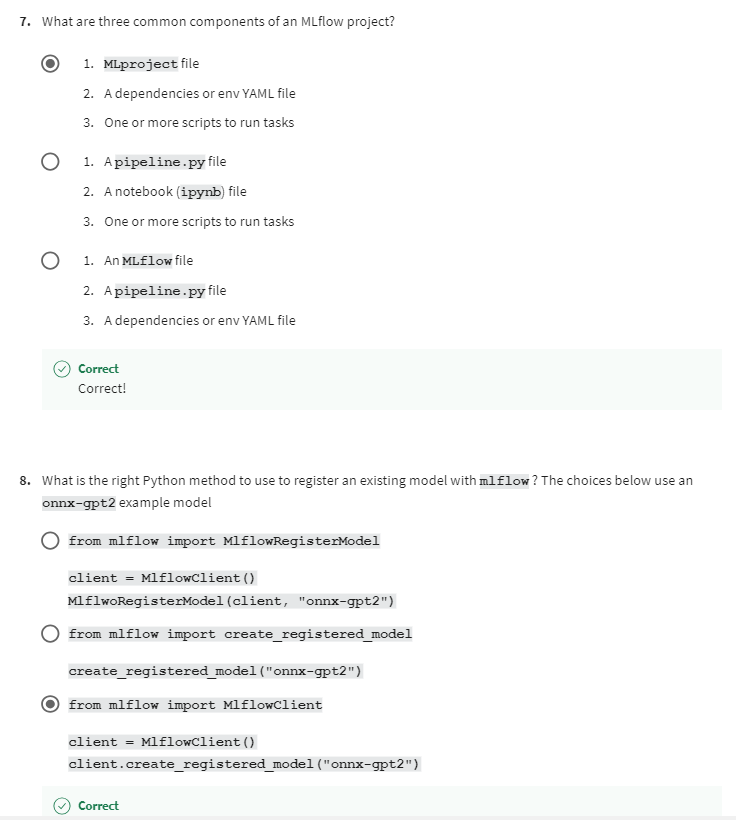 7. What are three common components of an MLflow project?
1. MLproject file
2. A dependencies or env YAML file
3. One or more scripts to run tasks
1. A pipeline.py file
2. A notebook (ipynb) file
3. One or more scripts to run tasks
1. An MLflow file
2. A pipeline.py file
3. A dependencies or env YAML file
Correct
Correct!
8. What is the right Python method to use to register an existing model with mlflow ? The choices below use an
onnx-gpt2 example model
from mlflow import MlflowRegisterModel
client = MlflowClient()
MlflwoRegisterModel(client, "onnx-gpt2")
from mlflow import create_registered_model
create_registered_model("onnx-gpt2")
from mlflow import MlflowClient
client = MlflowClient()
client.create_registered_model("onnx-gpt2")
Correct